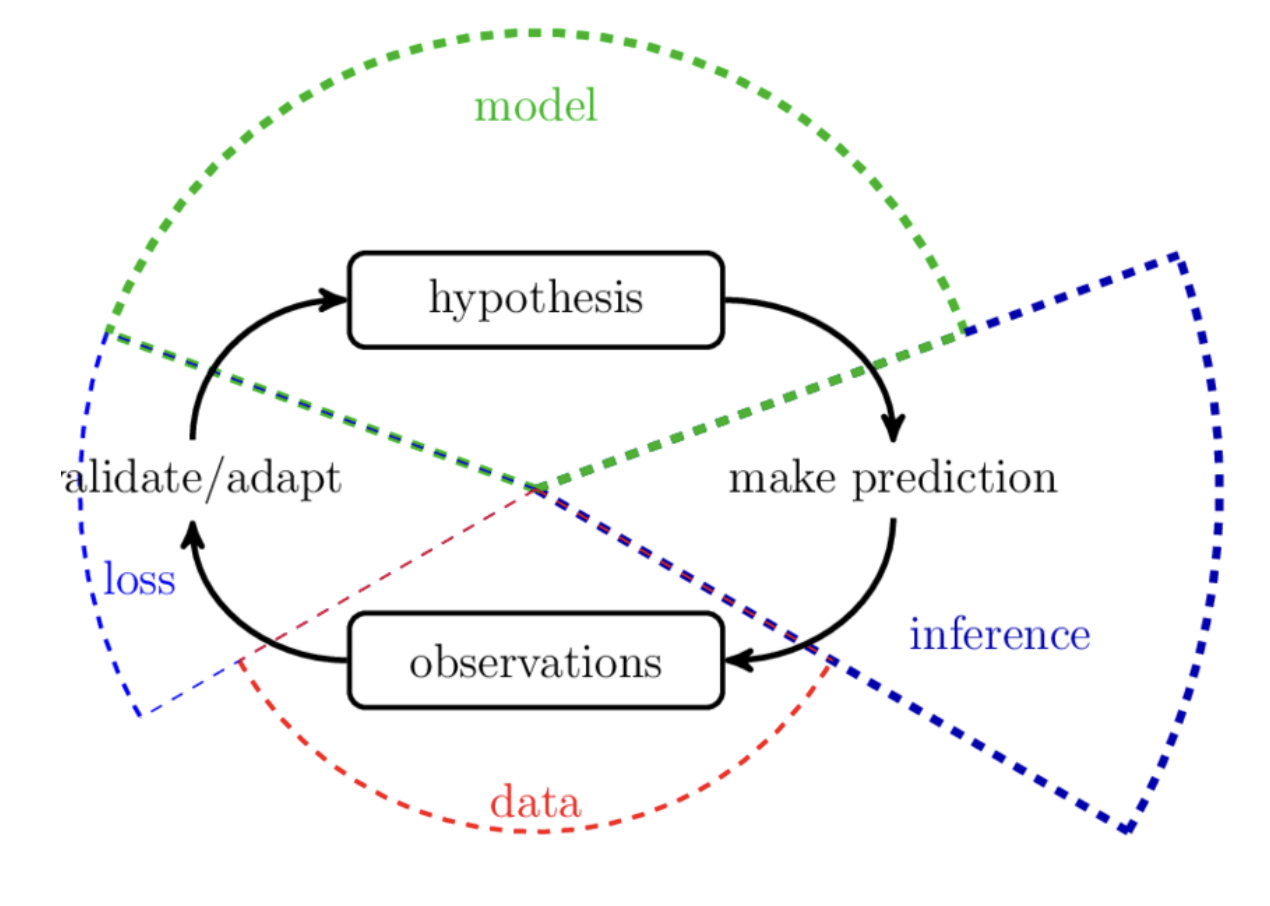 model
hypothesis
alidate/adapt
make prediction
loss
inference
observations
data